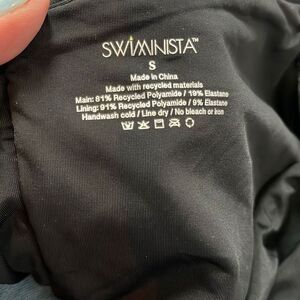 SWIMINISTA™
S
Made in China
Made with recycled materials
Main: 81% Recycled Polyamide / 19% Elastane
Lining: 91% Recycled Polyamide / 9% Elastane
Handwash cold / Line dry / No bleach or iron